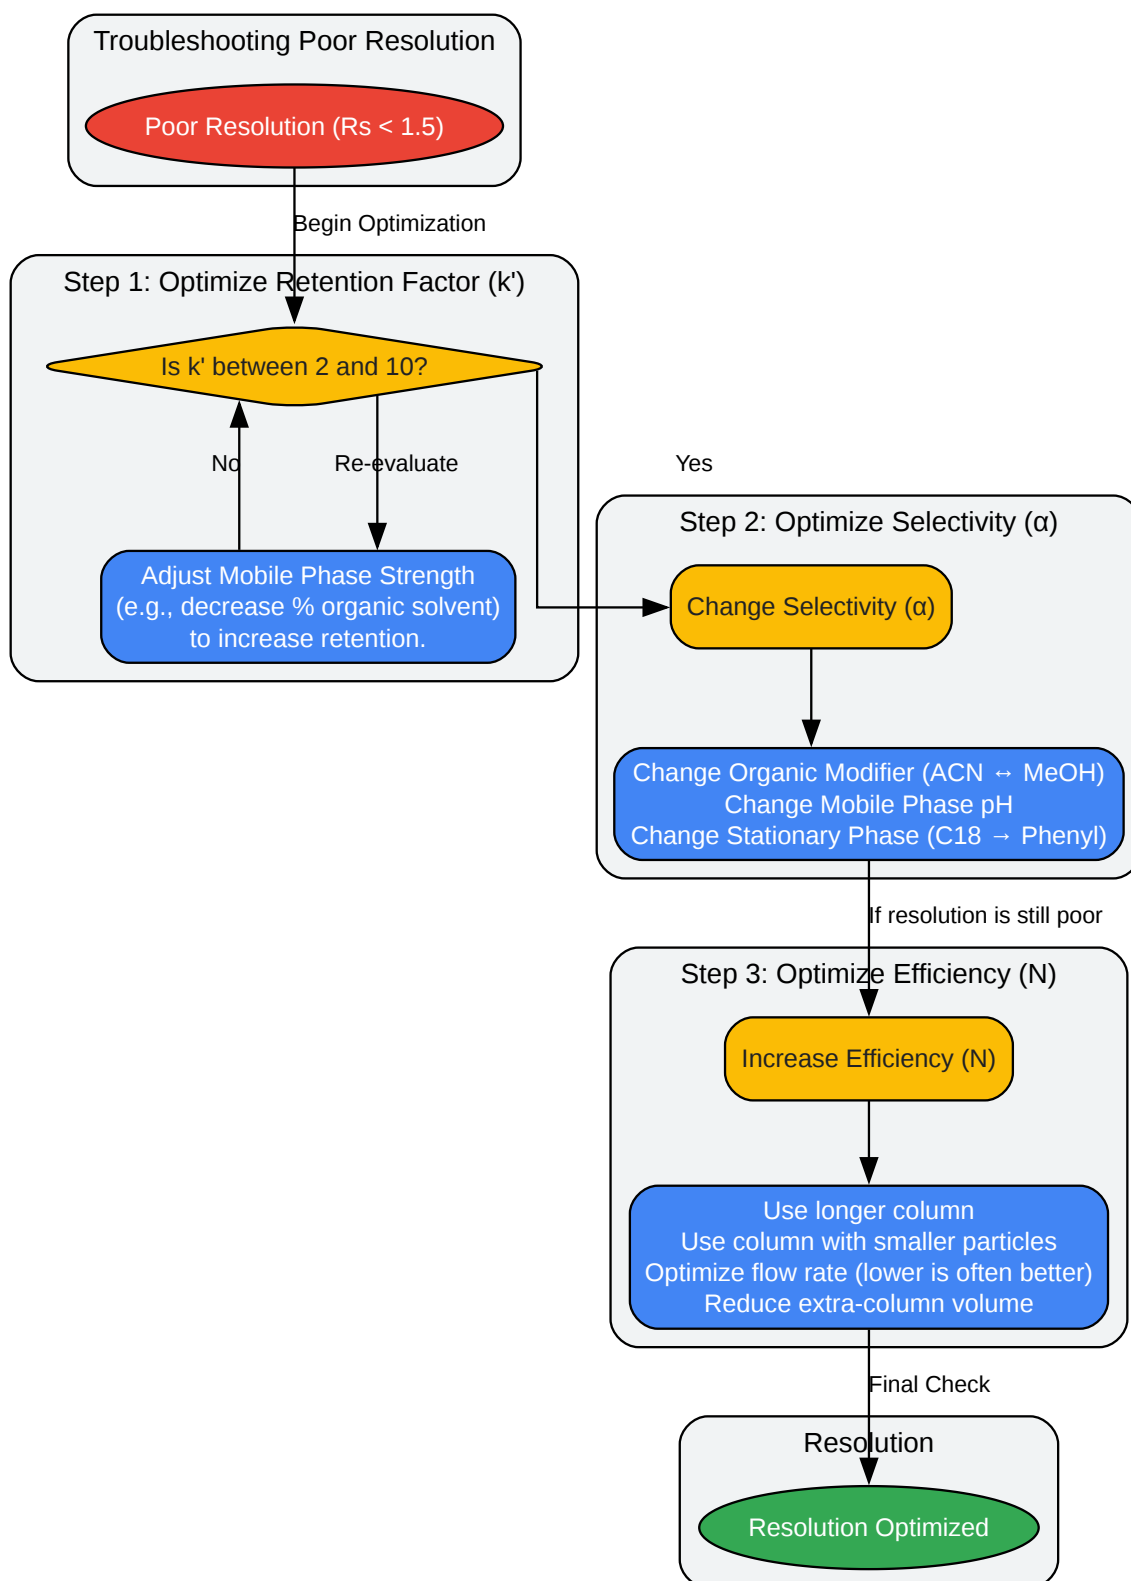 Troubleshooting Poor Resolution
Poor Resolution (Rs < 1.5)
Begin Optimization
Step 1: Optimize Retention Factor (k')
Is k' between 2 and 10?
No
Re-evaluate
Yes
Adjust Mobile Phase Strength
(e.g., decrease % organic solvent)
to increase retention.
Step 2: Optimize Selectivity (α)
Change Selectivity (α)
Change Organic Modifier (ACN ↔ MeOH)
Change Mobile Phase pH
Change Stationary Phase (C18 → Phenyl)
If resolution is still poor
Step 3: Optimize Efficiency (N)
Increase Efficiency (N)
Use longer column
Use column with smaller particles
Optimize flow rate (lower is often better)
Reduce extra-column volume
Final Check
Resolution
Resolution Optimized